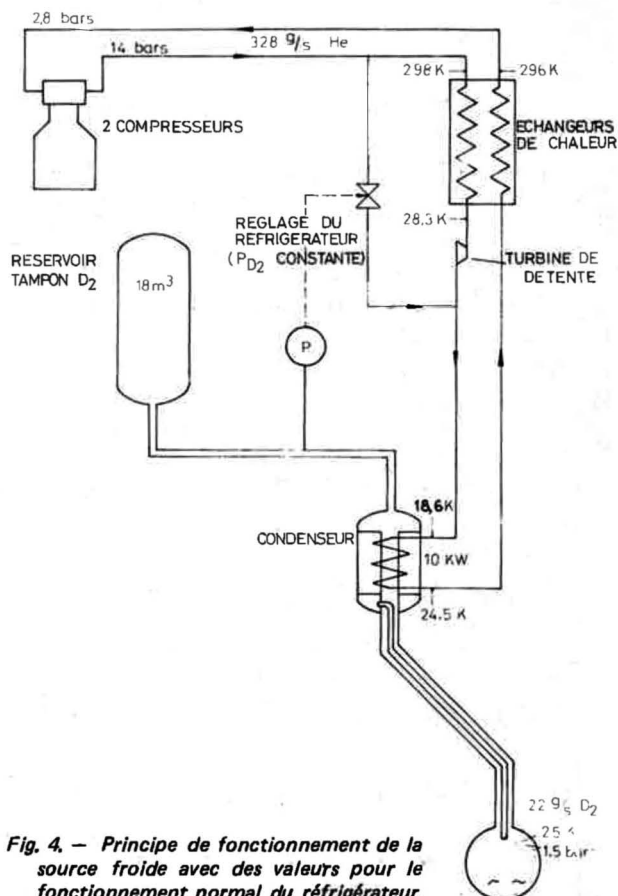 2,8 bars
14 bars
328 g/s He
298 K
296 K
2 COMPRESSEURS
ECHANGEURS
DE CHALEUR
28,3 K
REGLAGE DU
REFRIGERATEUR
(PD2 CONSTANTE)
TURBINE DE
DETENTE
RESERVOIR
TAMPON D2
18 m3
P
18,6 K
CONDENSEUR
10 KW
24.5 K
22 g/s D2
25 K
1.5 bar
Fig. 4. — Principe de fonctionnement de la
source froide avec des valeurs pour le
fonctionnement normal du réfrigérateur